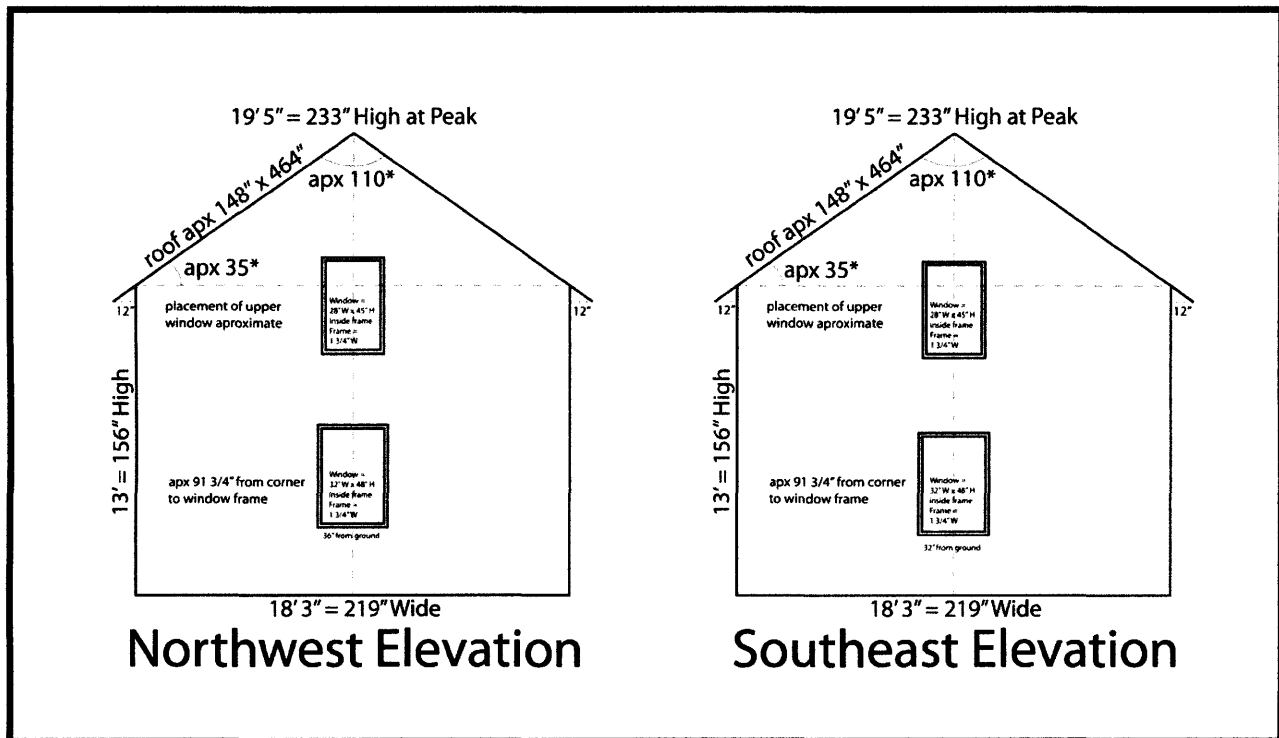 19' 5" = 233" High at Peak
roof apx 148" x 464"
apx 110*
apx 35*
12"
12"
placement of upper
window aproximate
Window =
28" W x 45" H
inside frame
Frame =
1 3/4" W
13' = 156" High
apx 91 3/4" from corner
to window frame
Window =
32" W x 48" H
inside frame
Frame =
1 3/4" W
36" from ground
18' 3" = 219" Wide
Northwest Elevation
19' 5" = 233" High at Peak
roof apx 148" x 464"
apx 110*
apx 35*
12"
12"
placement of upper
window aproximate
Window =
28" W x 45" H
inside frame
Frame =
1 3/4" W
13' = 156" High
apx 91 3/4" from corner
to window frame
Window =
32" W x 48" H
inside frame
Frame =
1 3/4" W
32" from ground
18' 3" = 219" Wide
Southeast Elevation